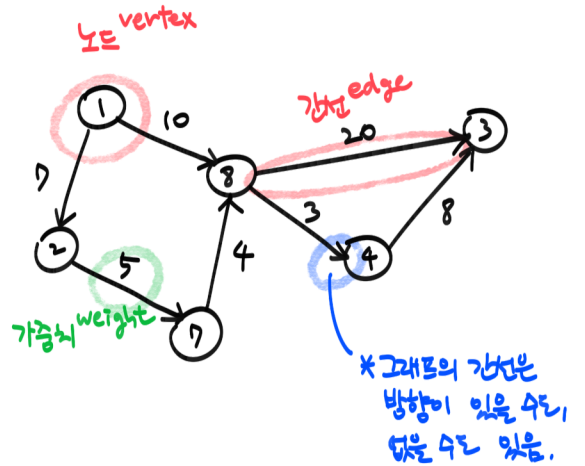 노드 vertex
1
10
간선 edge
20
3
8
7
3
8
2
5
4
4
가중치 weight
7
*그래프의 간선은
방향이 있을 수도,
없을 수도 있음.